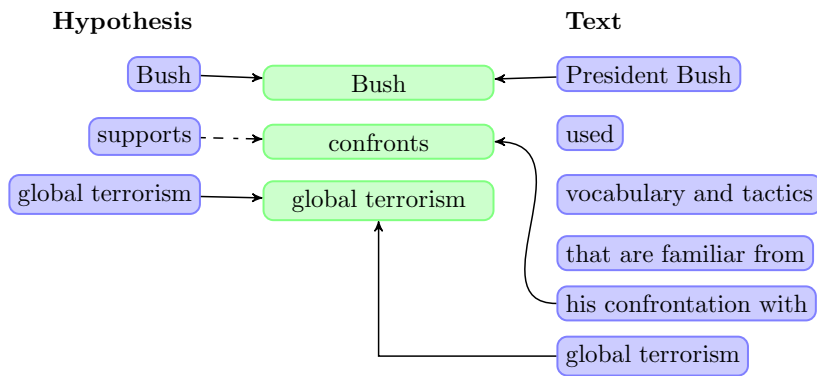 Hypothesis
Text
Bush
Bush
President Bush
supports
confronts
used
global terrorism
global terrorism
vocabulary and tactics
that are familiar from
his confrontation with
global terrorism